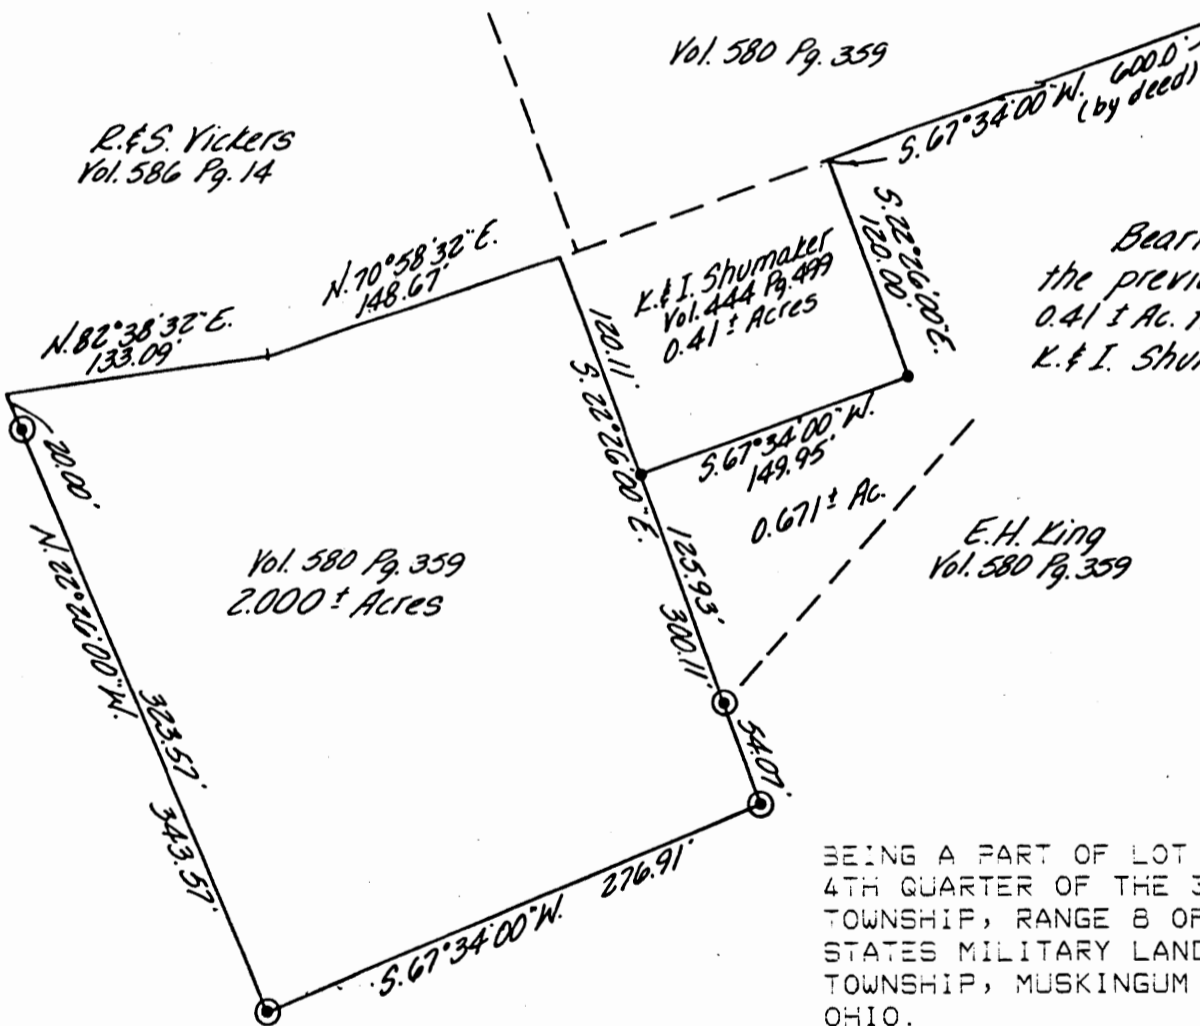 Vol. 580 Pg. 359
600.0'
(by deed)
S. 67°34'00" W.
R. & S. Vickers
Vol. 586 Pg. 14
S. 22°26'00" E.
120.00'
N. 70°58'32" E.
148.67'
K. & I. Shumaker
Vol. 444 Pg. 499
0.41 ± Acres
the
0.41 ± Ac.
K. & I.
N. 82°38'32" E.
133.09'
120.11'
S. 22°26'00" E.
20.00'
S. 67°34'00" W.
149.95'
0.671 ± Ac.
E.H. King
Vol. 580 Pg. 359
N. 22°26'00" W.
Vol. 580 Pg. 359
2.000 ± Acres
125.93'
300.11'
323.57'
343.57'
54.07'
276.91'
S. 67°34'00" W.
BEING A PART OF LOT
4TH QUARTER OF THE 3
TOWNSHIP, RANGE 8 OF
STATES MILITARY LAND
TOWNSHIP, MUSKINGUM
OHIO.